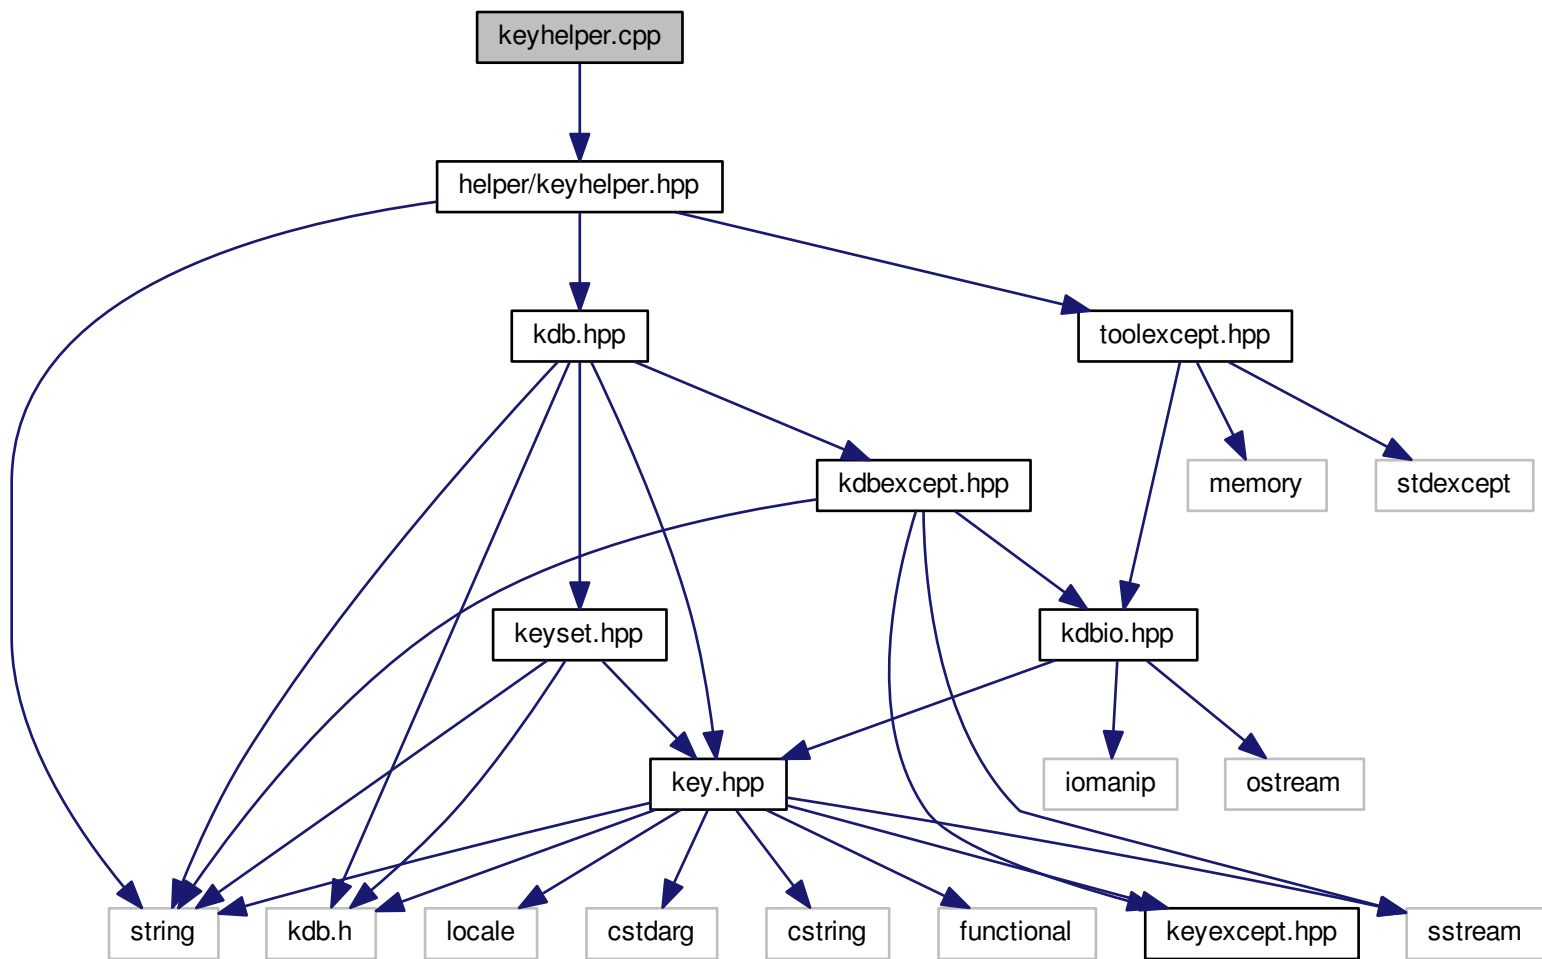 keyhelper.cpp
helper/keyhelper.hpp
kdb.hpp
toolexcept.hpp
kdbexcept.hpp
memory
stdexcept
keyset.hpp
kdbio.hpp
key.hpp
iomanip
ostream
string
kdb.h
locale
cstdarg
cstring
functional
keyexcept.hpp
sstream